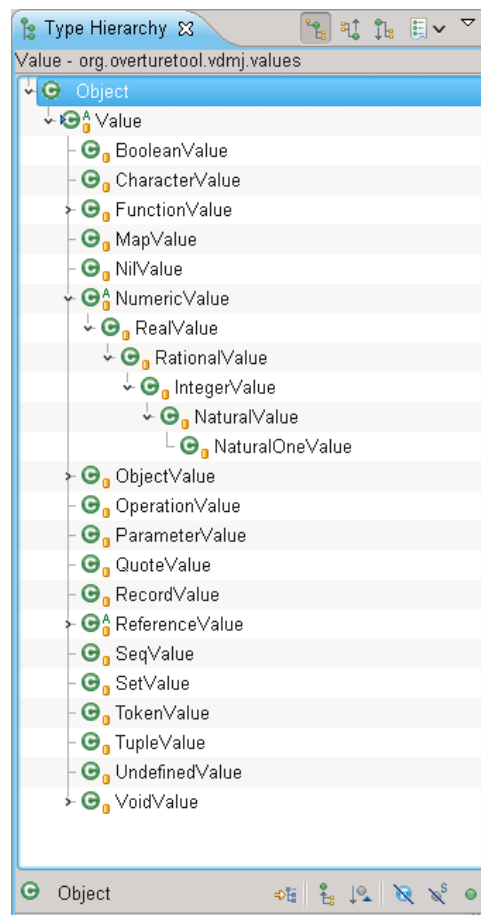 Type Hierarchy
Value - org.overturetool.vdmj.values
Object
Value
BooleanValue
CharacterValue
FunctionValue
MapValue
NilValue
NumericValue
RealValue
RationalValue
IntegerValue
NaturalValue
NaturalOneValue
ObjectValue
OperationValue
ParameterValue
QuoteValue
RecordValue
ReferenceValue
SeqValue
SetValue
TokenValue
TupleValue
UndefinedValue
VoidValue
Object